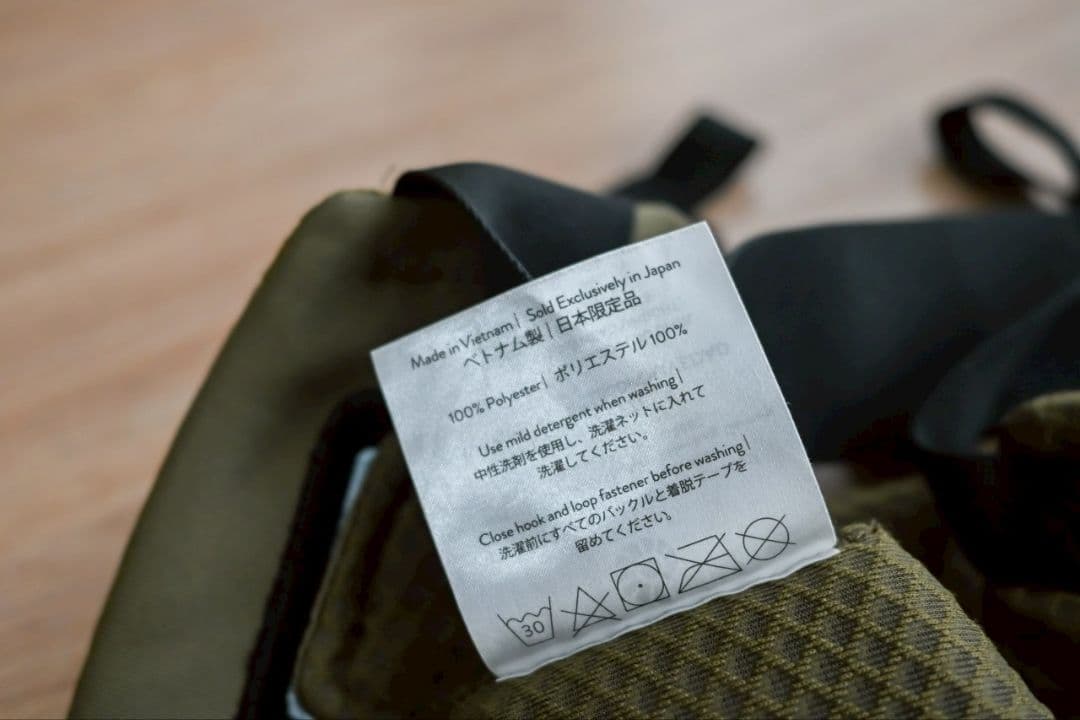 Made in Vietnam | Sold Exclusively in Japan
ベトナム製 | 日本限定品
100% Polyester | ポリエステル 100%
Use mild detergent when washing |
中性洗剤を使用し、洗濯ネットに入れて
洗濯してください。
Close hook and loop fastener before washing |
洗濯前にすべてのバックルと着脱テープを
留めてください。
30